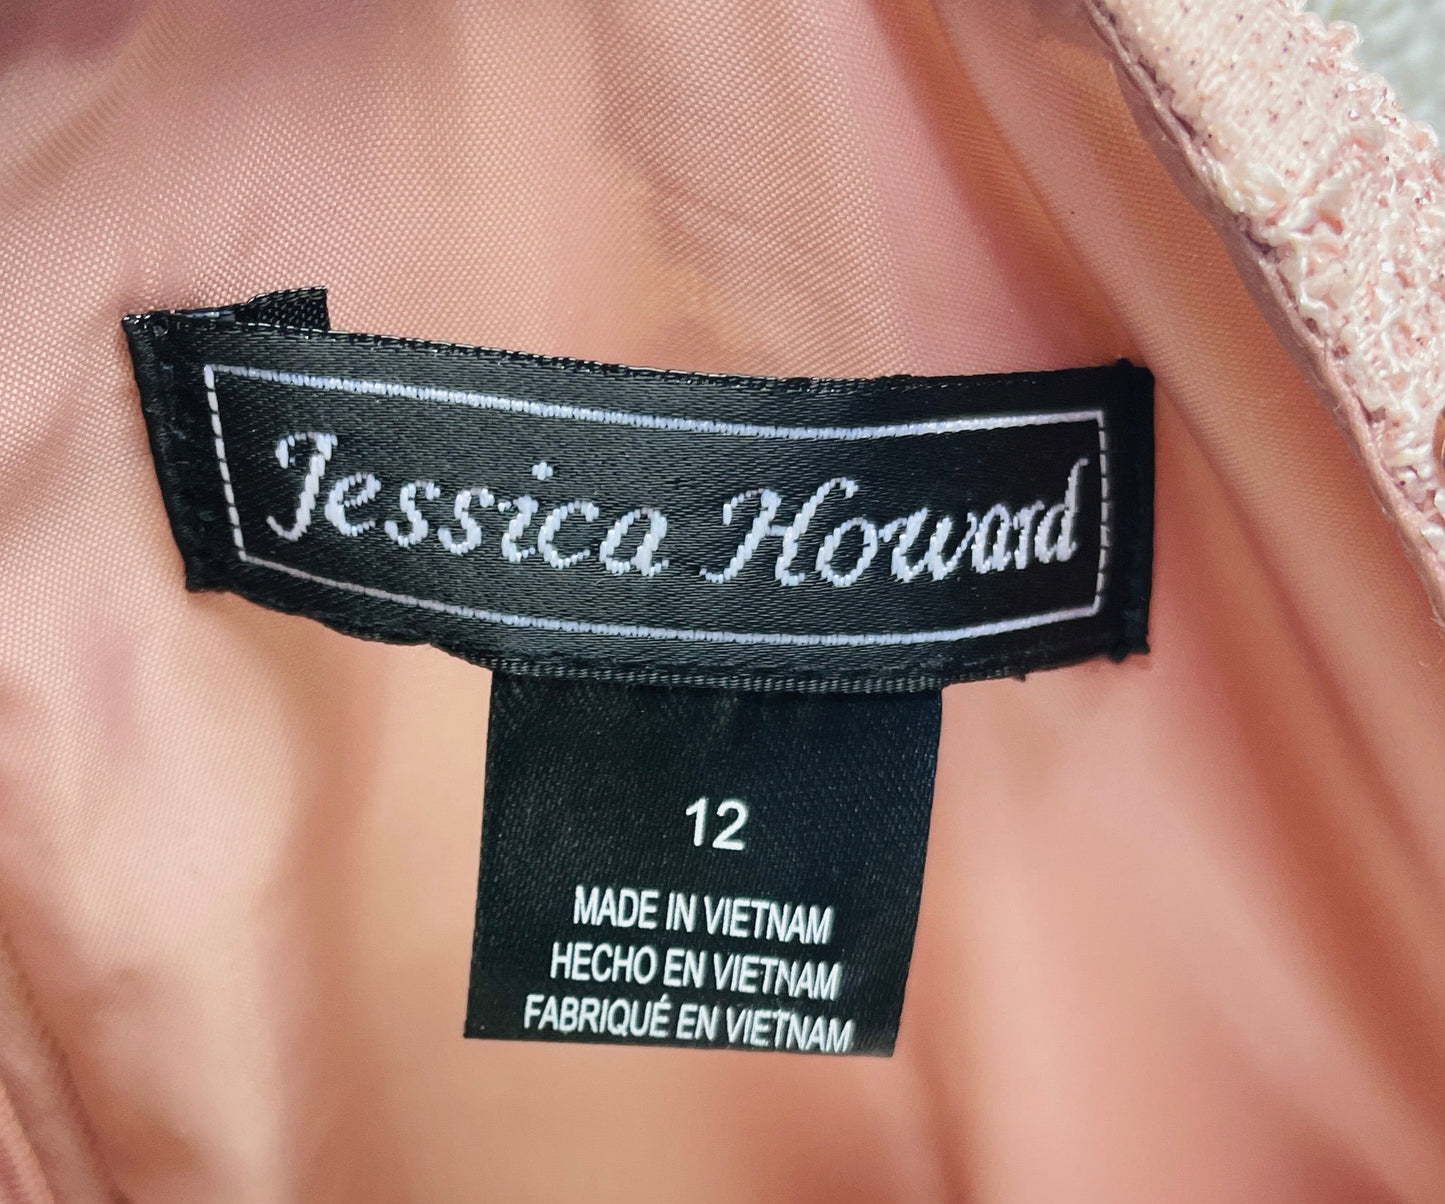 Jessica Howard
12
MADE IN VIETNAM
HECHO EN VIETNAM
FABRIQUÉ EN VIETNAM